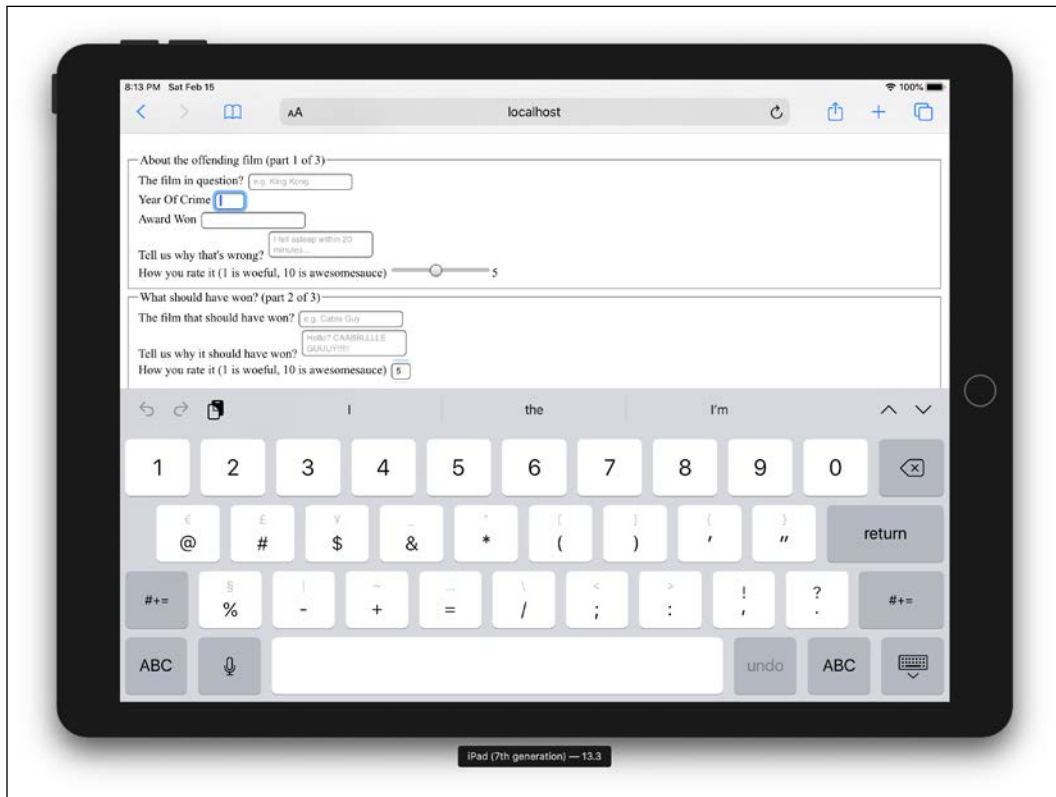 8:13 PM Sat Feb 15
100%
AA
localhost
About the offending film (part 1 of 3)
The film in question? e.g. King Kong
Year Of Crime
Award Won
I fell asleep within 20
minutes...
Tell us why that's wrong?
How you rate it (1 is woeful, 10 is awesomesauce) 5
What should have won? (part 2 of 3)
The film that should have won? e.g. Cable Guy
Hello? CAABBLLLLE
GUUUY!!!!!
Tell us why it should have won?
How you rate it (1 is woeful, 10 is awesomesauce) 5
I the I'm
1 2 3 4 5 6 7 8 9 0
€ £ ¥ _ ^ [ ] { }
@ # $ & * ( ) ' "
return
§ | ~ … \ < > ! ?
#+= % - + = / ; : , . #+=
ABC undo ABC
iPad (7th generation) — 13.3